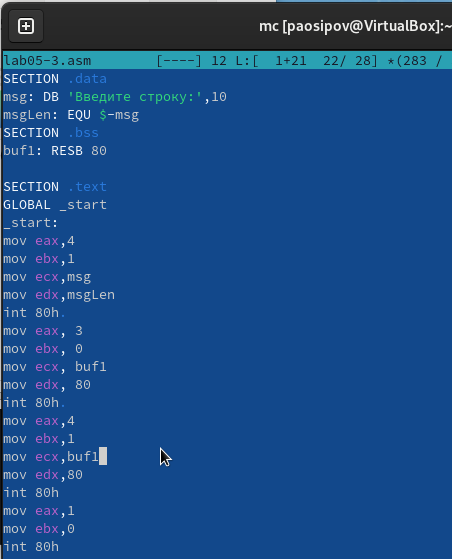 mc [paosipov@VirtualBox]:~
lab05-3.asm [----] 12 L:[ 1+21 22/ 28] *(283 /
SECTION .data
msg: DB 'Введите строку:',10
msgLen: EQU $-msg
SECTION .bss
buf1: RESB 80
SECTION .text
GLOBAL _start
_start:
mov eax,4
mov ebx,1
mov ecx,msg
mov edx,msgLen
int 80h.
mov eax, 3
mov ebx, 0
mov ecx, buf1
mov edx, 80
int 80h.
mov eax,4
mov ebx,1
mov ecx,buf1
mov edx,80
int 80h
mov eax,1
mov ebx,0
int 80h